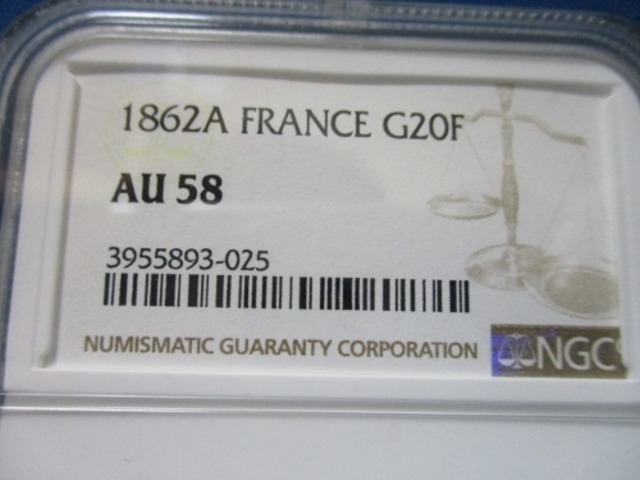 1862A FRANCE G20F
AU 58
3955893-025
NUMISMATIC GUARANTY CORPORATION
NGC